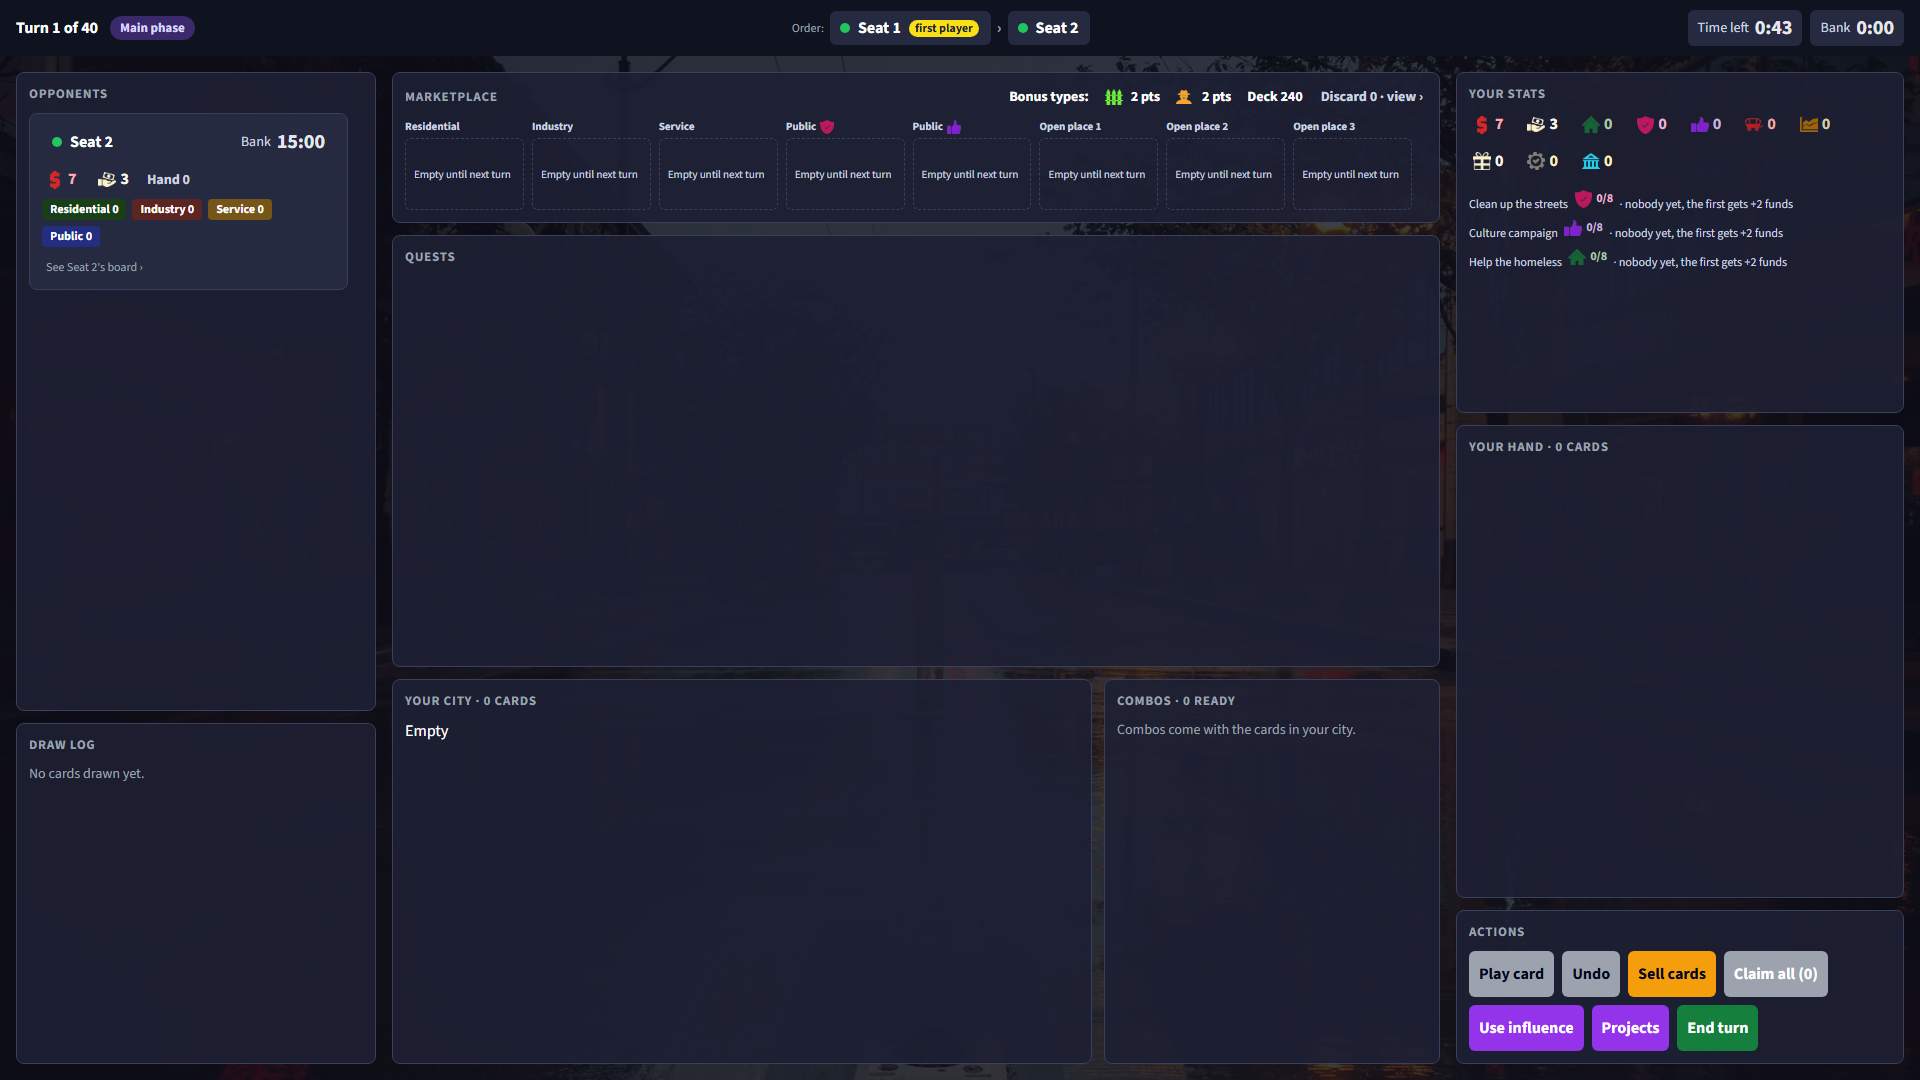 Turn 1 of 40 Main phase
Order: Seat 1 first player › Seat 2
Time left 0:43 Bank 0:00
OPPONENTS
Seat 2 Bank 15:00
7 3 Hand 0
Residential 0 Industry 0 Service 0
Public 0
See Seat 2's board ›
DRAW LOG
No cards drawn yet.
MARKETPLACE
Bonus types: 2 pts 2 pts Deck 240 Discard 0 · view ›
Residential Industry Service Public Public Open place 1 Open place 2 Open place 3
Empty until next turn Empty until next turn Empty until next turn Empty until next turn Empty until next turn Empty until next turn Empty until next turn Empty until next turn
QUESTS
YOUR CITY · 0 CARDS
Empty
COMBOS · 0 READY
Combos come with the cards in your city.
YOUR STATS
7 3 0 0 0 0 0
0 0 0
Clean up the streets 0/8 · nobody yet, the first gets +2 funds
Culture campaign 0/8 · nobody yet, the first gets +2 funds
Help the homeless 0/8 · nobody yet, the first gets +2 funds
YOUR HAND · 0 CARDS
ACTIONS
Play card Undo Sell cards Claim all (0)
Use influence Projects End turn